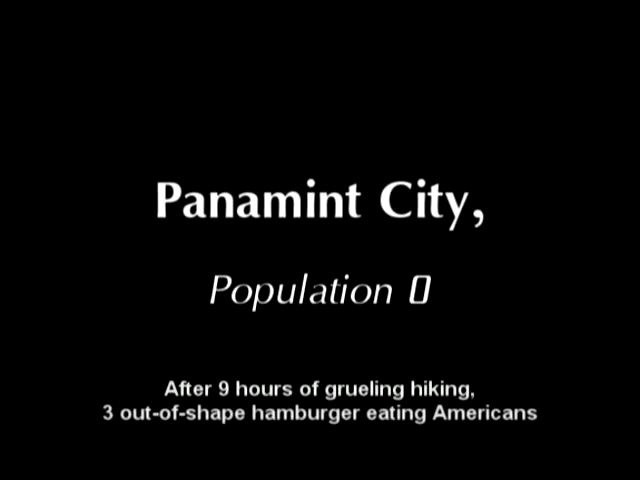 Panamint City,
Population 0
After 9 hours of grueling hiking,
3 out-of-shape hamburger eating Americans